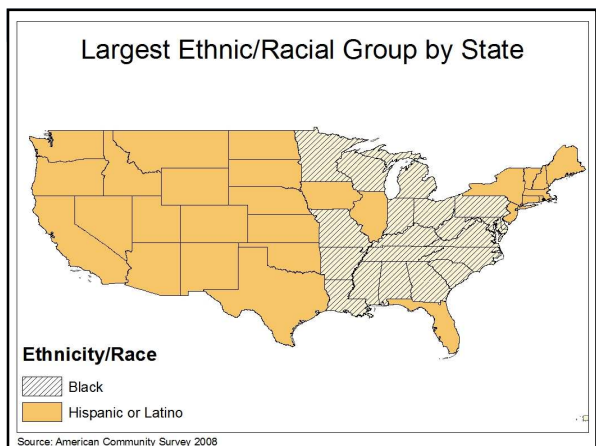 Largest Ethnic/Racial Group by State
Ethnicity/Race
Black
Hispanic or Latino
Source: American Community Survey 2008